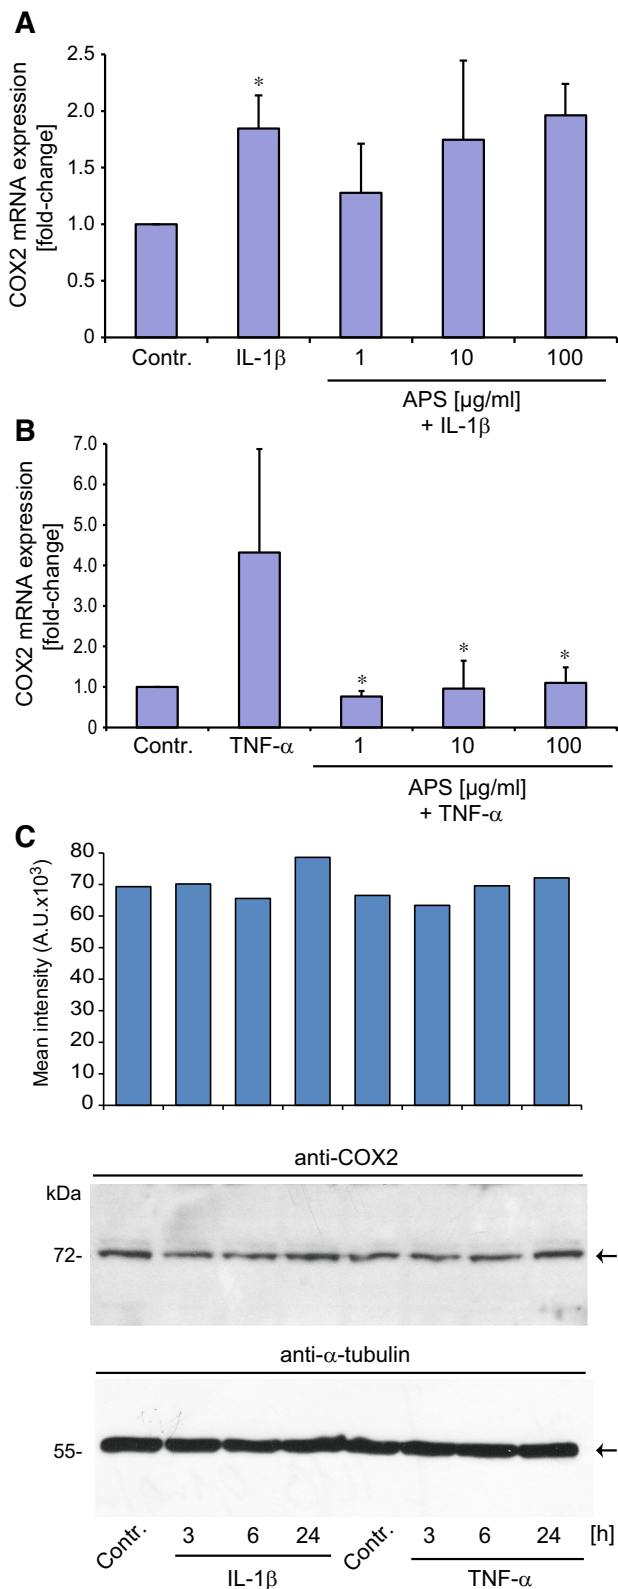 A
COX2 mRNA expression
[fold-change]
2.5
2.0
1.5
1.0
0.5
0
*
Contr. IL-1β 1 10 100
APS [µg/ml]
+ IL-1β
B
COX2 mRNA expression
[fold-change]
7.0
6.0
5.0
4.0
3.0
2.0
1.0
0
* * *
Contr. TNF-α 1 10 100
APS [µg/ml]
+ TNF-α
C
Mean intensity (A.U.x10³)
80
70
60
50
40
30
20
10
0
anti-COX2
kDa
72- ←
anti-α-tubulin
55- ←
Contr. 3 6 24 Contr. 3 6 24 [h]
IL-1β TNF-α